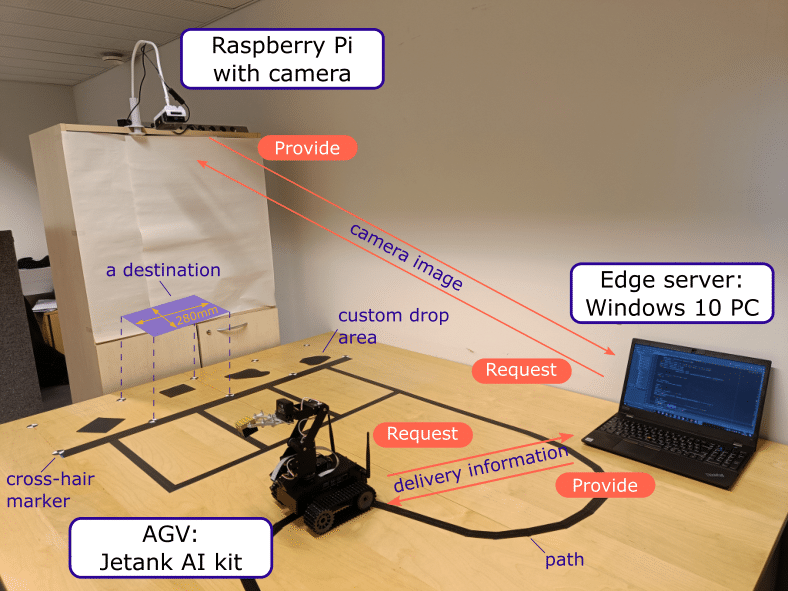 Raspberry Pi
with camera
Provide
camera image
a destination
280mm
Edge server:
Windows 10 PC
custom drop
area
Request
Request
delivery information
Provide
cross-hair
marker
AGV:
Jetank AI kit
path